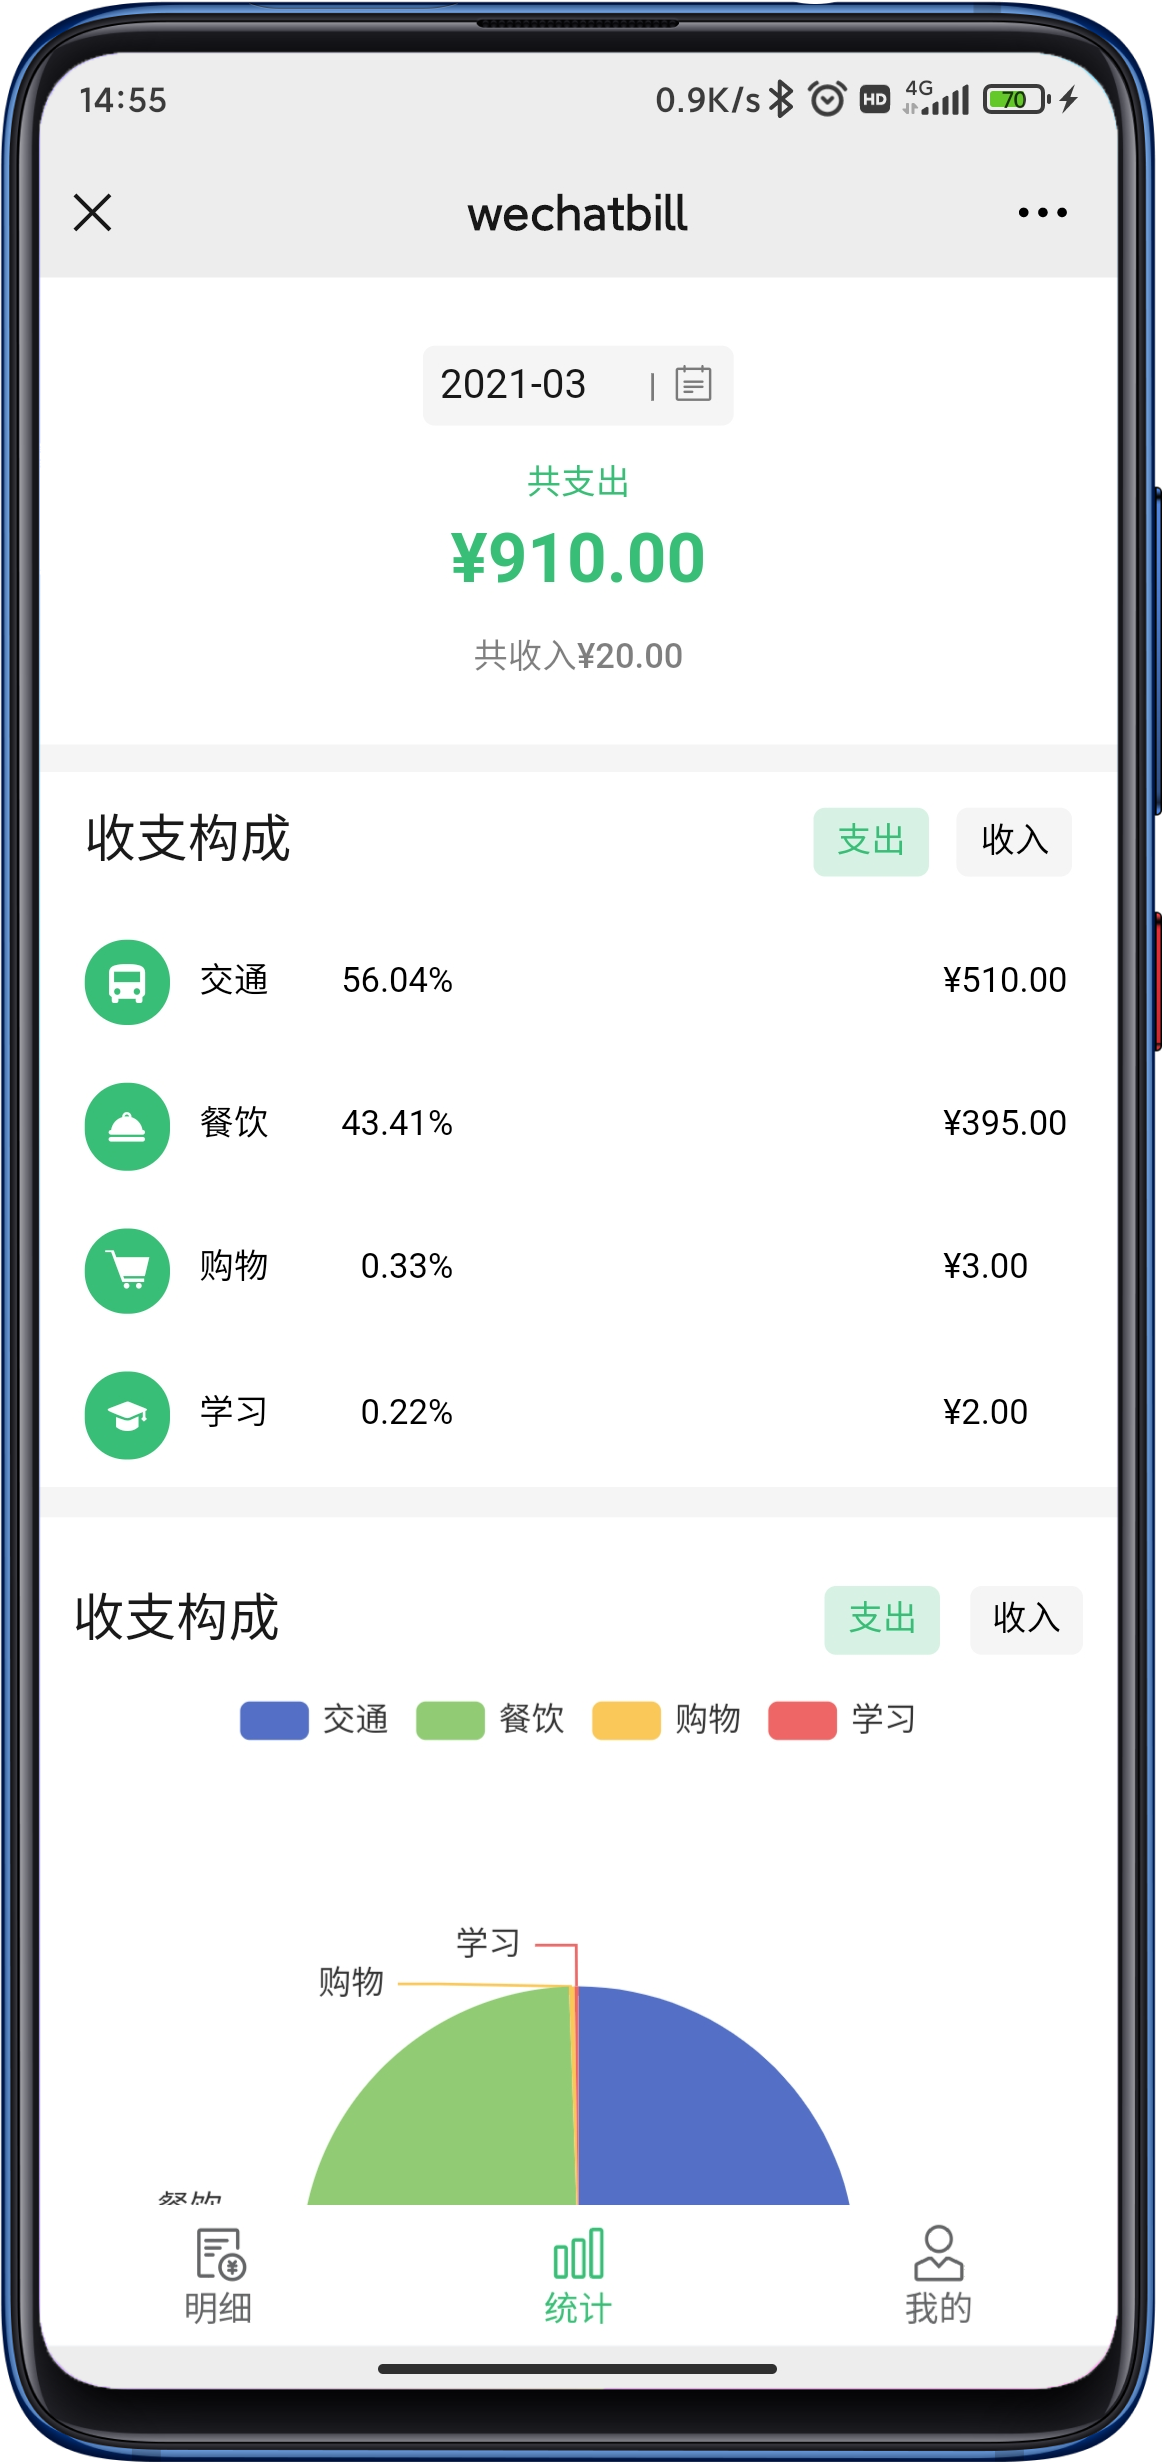 14:55 0.9K/s HD 4G 70
wechatbill
2021-03 |
共支出
¥910.00
共收入¥20.00
收支构成 支出 收入
交通 56.04% ¥510.00
餐饮 43.41% ¥395.00
购物 0.33% ¥3.00
学习 0.22% ¥2.00
收支构成 支出 收入
交通 餐饮 购物 学习
学习
购物
餐饮
明细 统计 我的